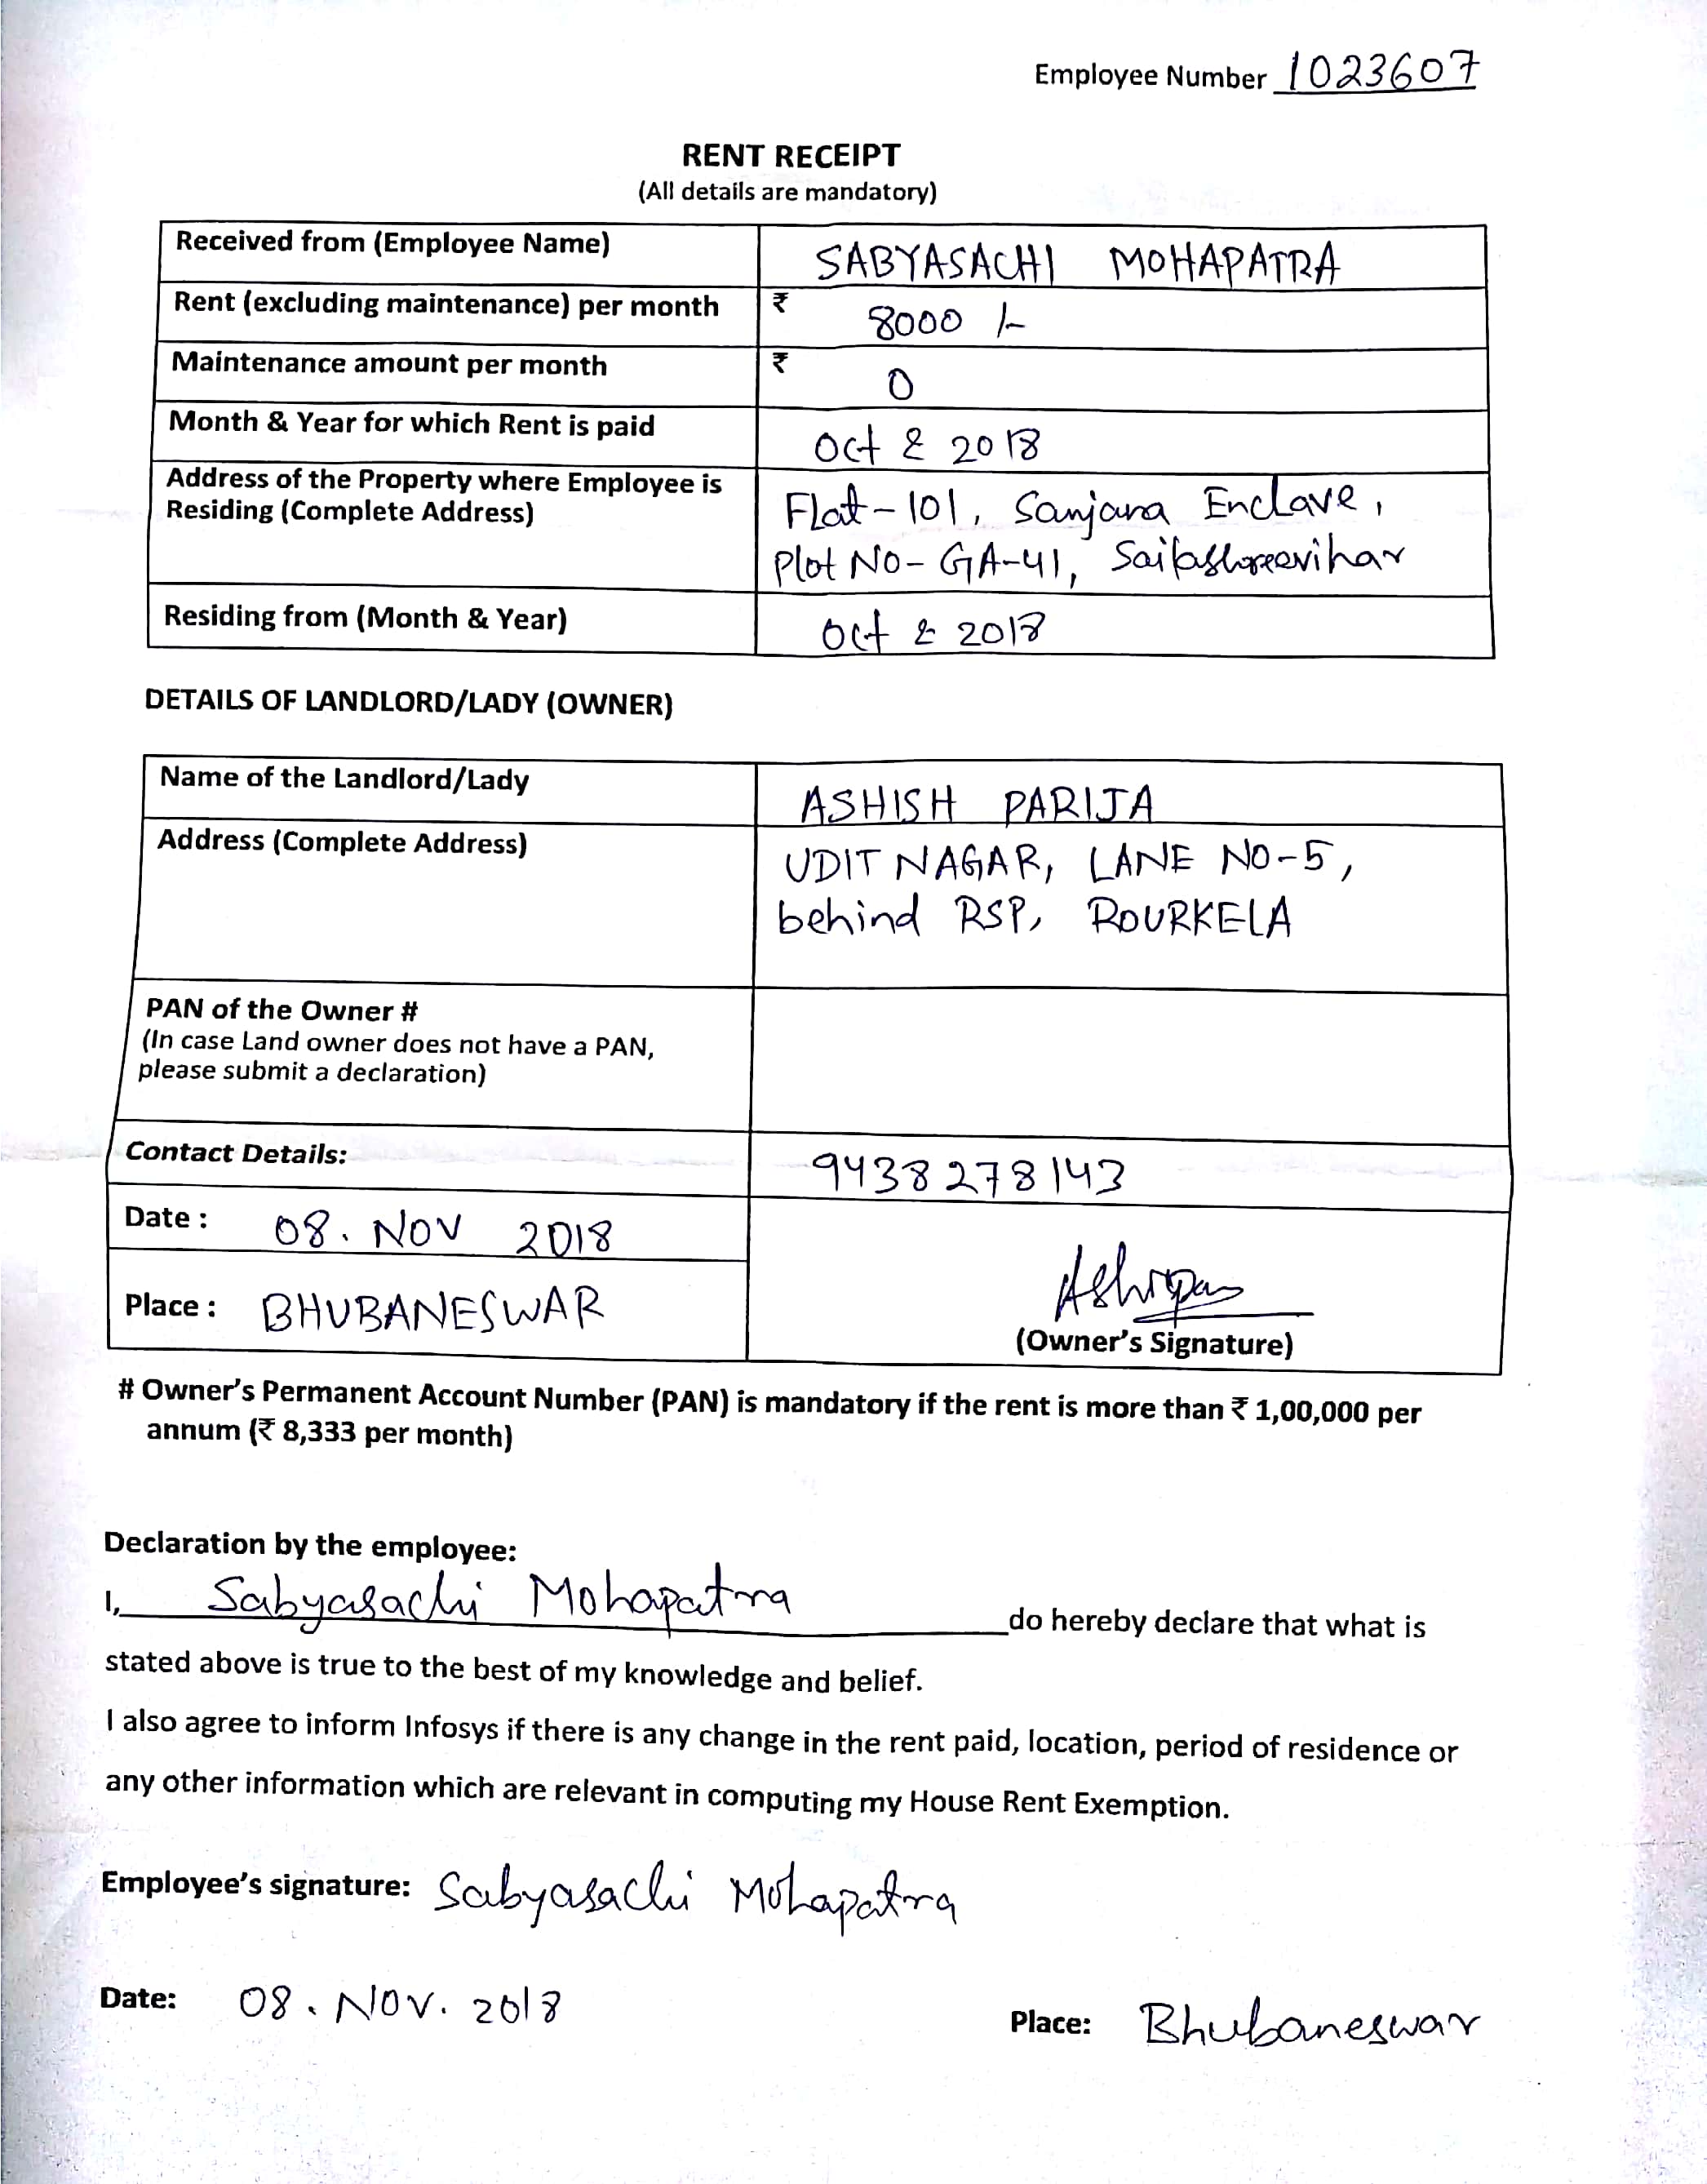 Employee Number 1023607
RENT RECEIPT
(All details are mandatory)
Received from (Employee Name) SABYASACHI MOHAPATRA
Rent (excluding maintenance) per month ₹ 8000 /-
Maintenance amount per month ₹ 0
Month & Year for which Rent is paid Oct & 2018
Address of the Property where Employee is
Residing (Complete Address)
Flat-101, Sanjana Enclave,
Plot No- GA-41,
Residing from (Month & Year) Oct & 2018
DETAILS OF LANDLORD/LADY (OWNER)
Name of the Landlord/Lady ASHISH PARIJA
Address (Complete Address)
UDIT NAGAR, LANE NO-5,
behind RSP, ROURKELA
PAN of the Owner #
(In case Land owner does not have a PAN,
please submit a declaration)
Contact Details: 9438278143
Date : 08. NOV 2018
Place : BHUBANESWAR
(Owner's Signature)
# Owner's Permanent Account Number (PAN) is mandatory if the rent is more than ₹ 1,00,000 per
annum (₹ 8,333 per month)
Declaration by the employee:
I, Sabyasachi Mohapatra do hereby declare that what is
stated above is true to the best of my knowledge and belief.
I also agree to inform Infosys if there is any change in the rent paid, location, period of residence or
any other information which are relevant in computing my House Rent Exemption.
Employee's signature: Sabyasachi Mohapatra
Date: 08. NOV. 2018 Place: Bhubaneswar